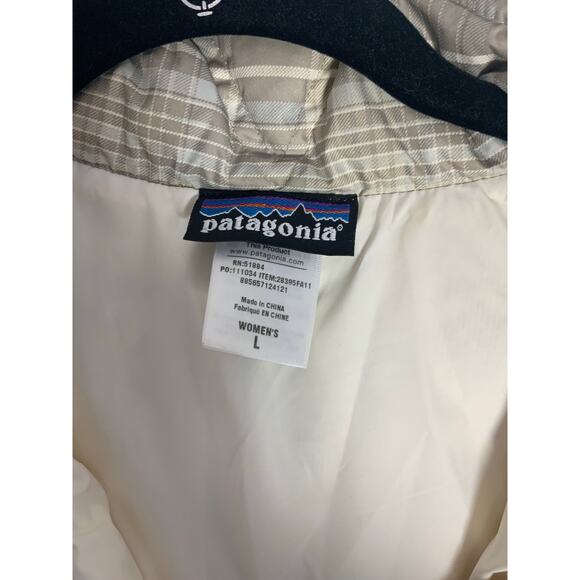 patagonia®
This Product
www.patagonia.com
RN:51884
PO:111034 ITEM:28395FA11
885657124121
Made in CHINA
Fabriqué EN CHINE
WOMEN'S
L